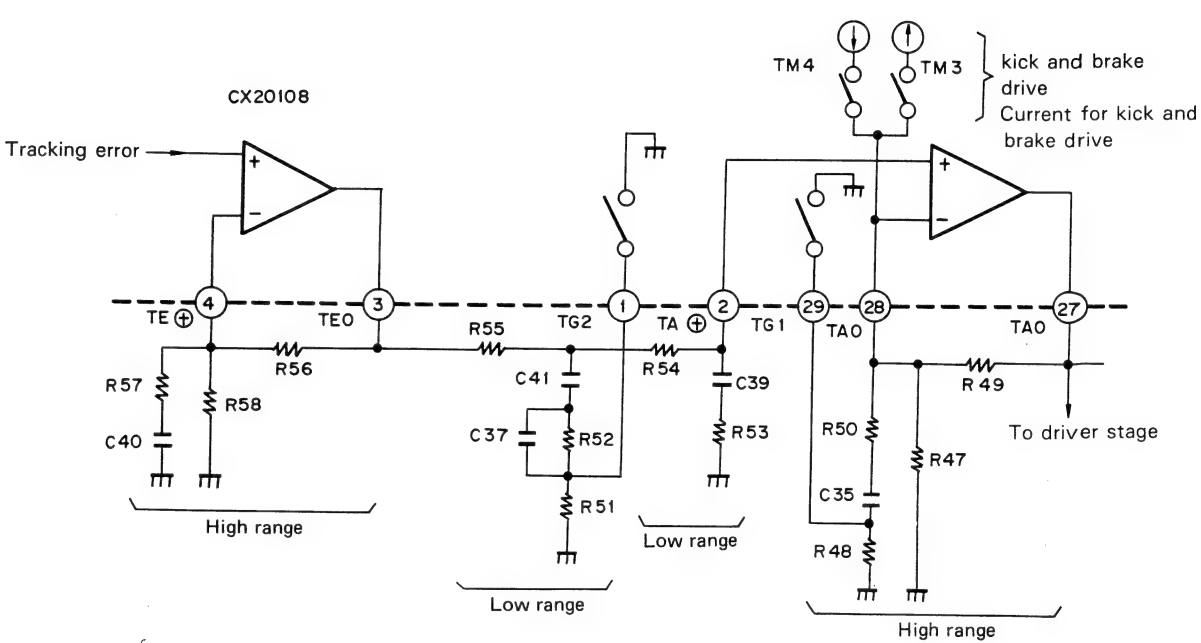 CX20108
Tracking error
+
−
TM4
TM3
kick and brake
drive
Current for kick and
brake drive
+
−
4
3
1
2
29
28
27
TE ⊕
TEO
TG2
TA ⊕
TG1
TAO
TAO
R57
R56
R58
C40
R55
C41
R54
C39
C37
R52
R53
R51
R49
R50
R47
C35
R48
To driver stage
High range
Low range
Low range
High range